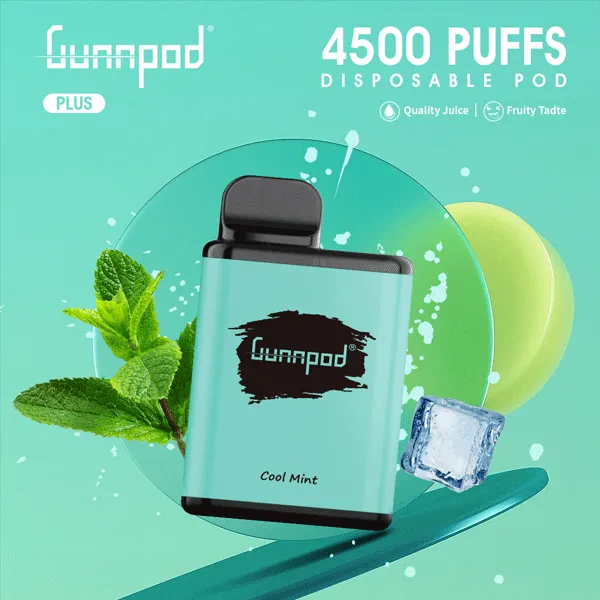 Gunnpod®
PLUS
4500 PUFFS
DISPOSABLE POD
Quality Juice | Fruity Tadte
Gunnpod®
Cool Mint